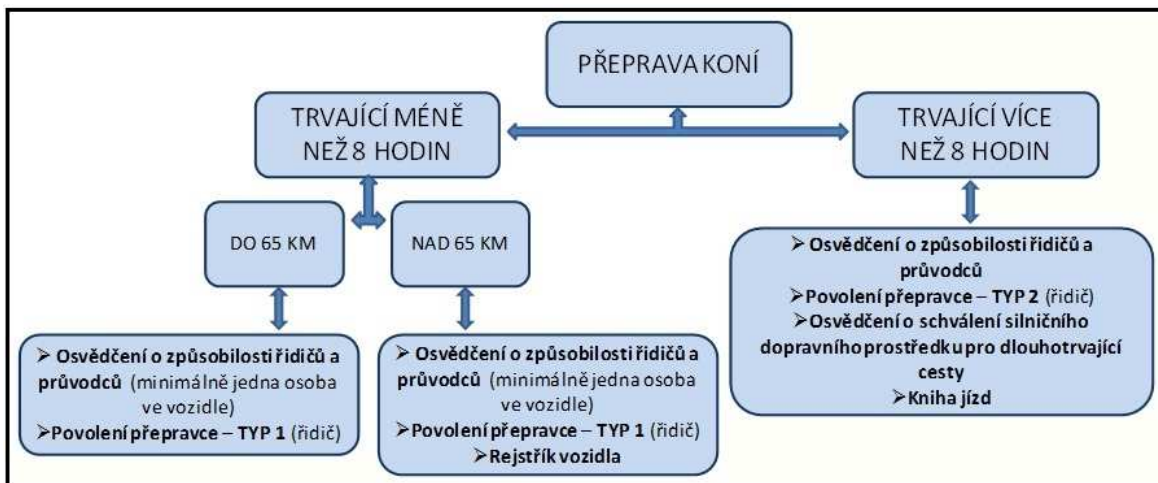 PŘEPRAVA KONÍ
TRVAJÍCÍ MÉNĚ
NEŽ 8 HODIN
TRVAJÍCÍ VÍCE
NEŽ 8 HODIN
DO 65 KM
NAD 65 KM
➢ Osvědčení o způsobilosti řidičů a
průvodců (minimálně jedna osoba
ve vozidle)
➢Povolení přepravce – TYP 1 (řidič)
➢ Osvědčení o způsobilosti řidičů a
průvodců (minimálně jedna osoba
ve vozidle)
➢Povolení přepravce – TYP 1 (řidič)
➢Rejstřík vozidla
➢Osvědčení o způsobilosti řidičů a
průvodců
➢Povolení přepravce – TYP 2 (řidič)
➢Osvědčení o schválení silničního
dopravního prostředku pro dlouhotrvající
cesty
➢Kniha jízd